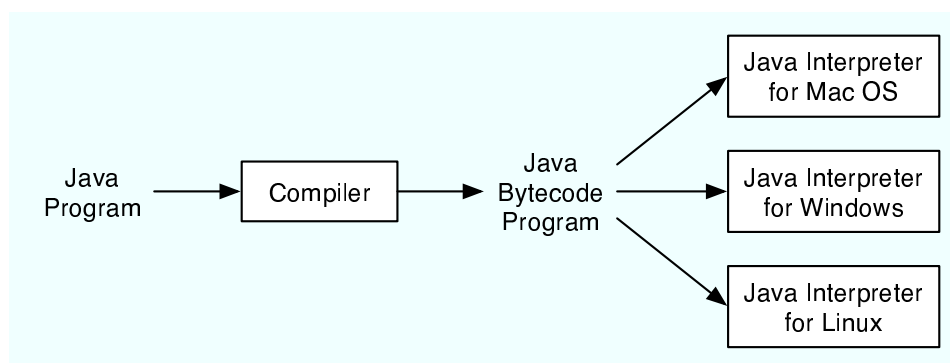 Java
Program
Compiler
Java
Bytecode
Program
Java Interpreter
for Mac OS
Java Interpreter
for Windows
Java Interpreter
for Linux